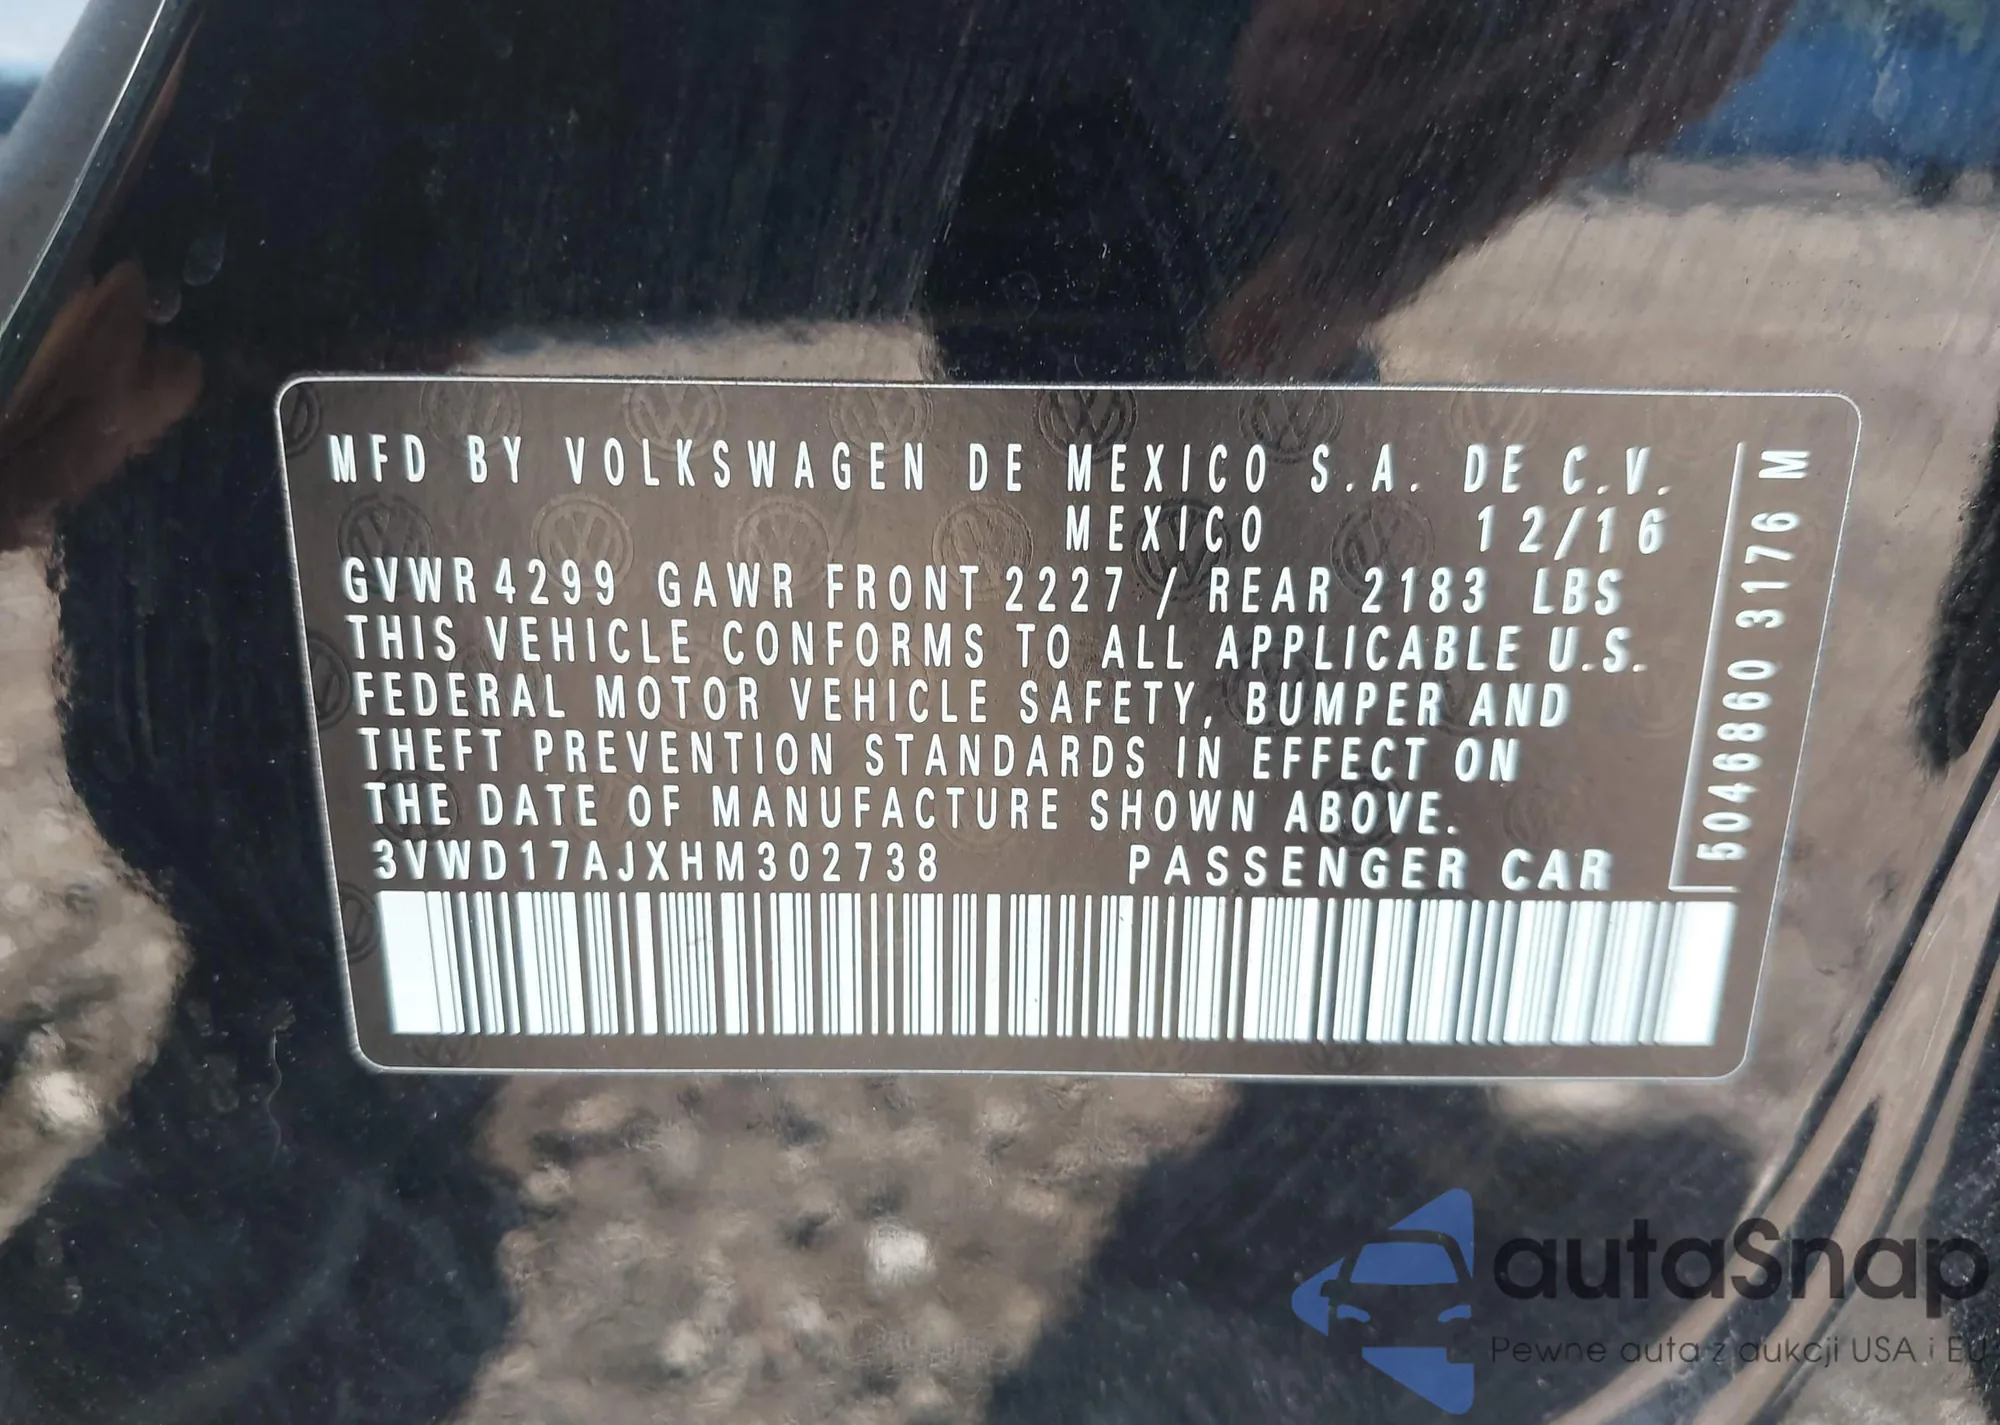 MFD BY VOLKSWAGEN DE MEXICO S.A. DE C.V.
MEXICO 12/16
GVWR 4299 GAWR FRONT 2227 / REAR 2183 LBS
THIS VEHICLE CONFORMS TO ALL APPLICABLE U.S.
FEDERAL MOTOR VEHICLE SAFETY, BUMPER AND
THEFT PREVENTION STANDARDS IN EFFECT ON
THE DATE OF MANUFACTURE SHOWN ABOVE.
3VWD17AJXHM302738 PASSENGER CAR
5046860 3176 M
autaSnap
Pewne auta z aukcji USA i EU